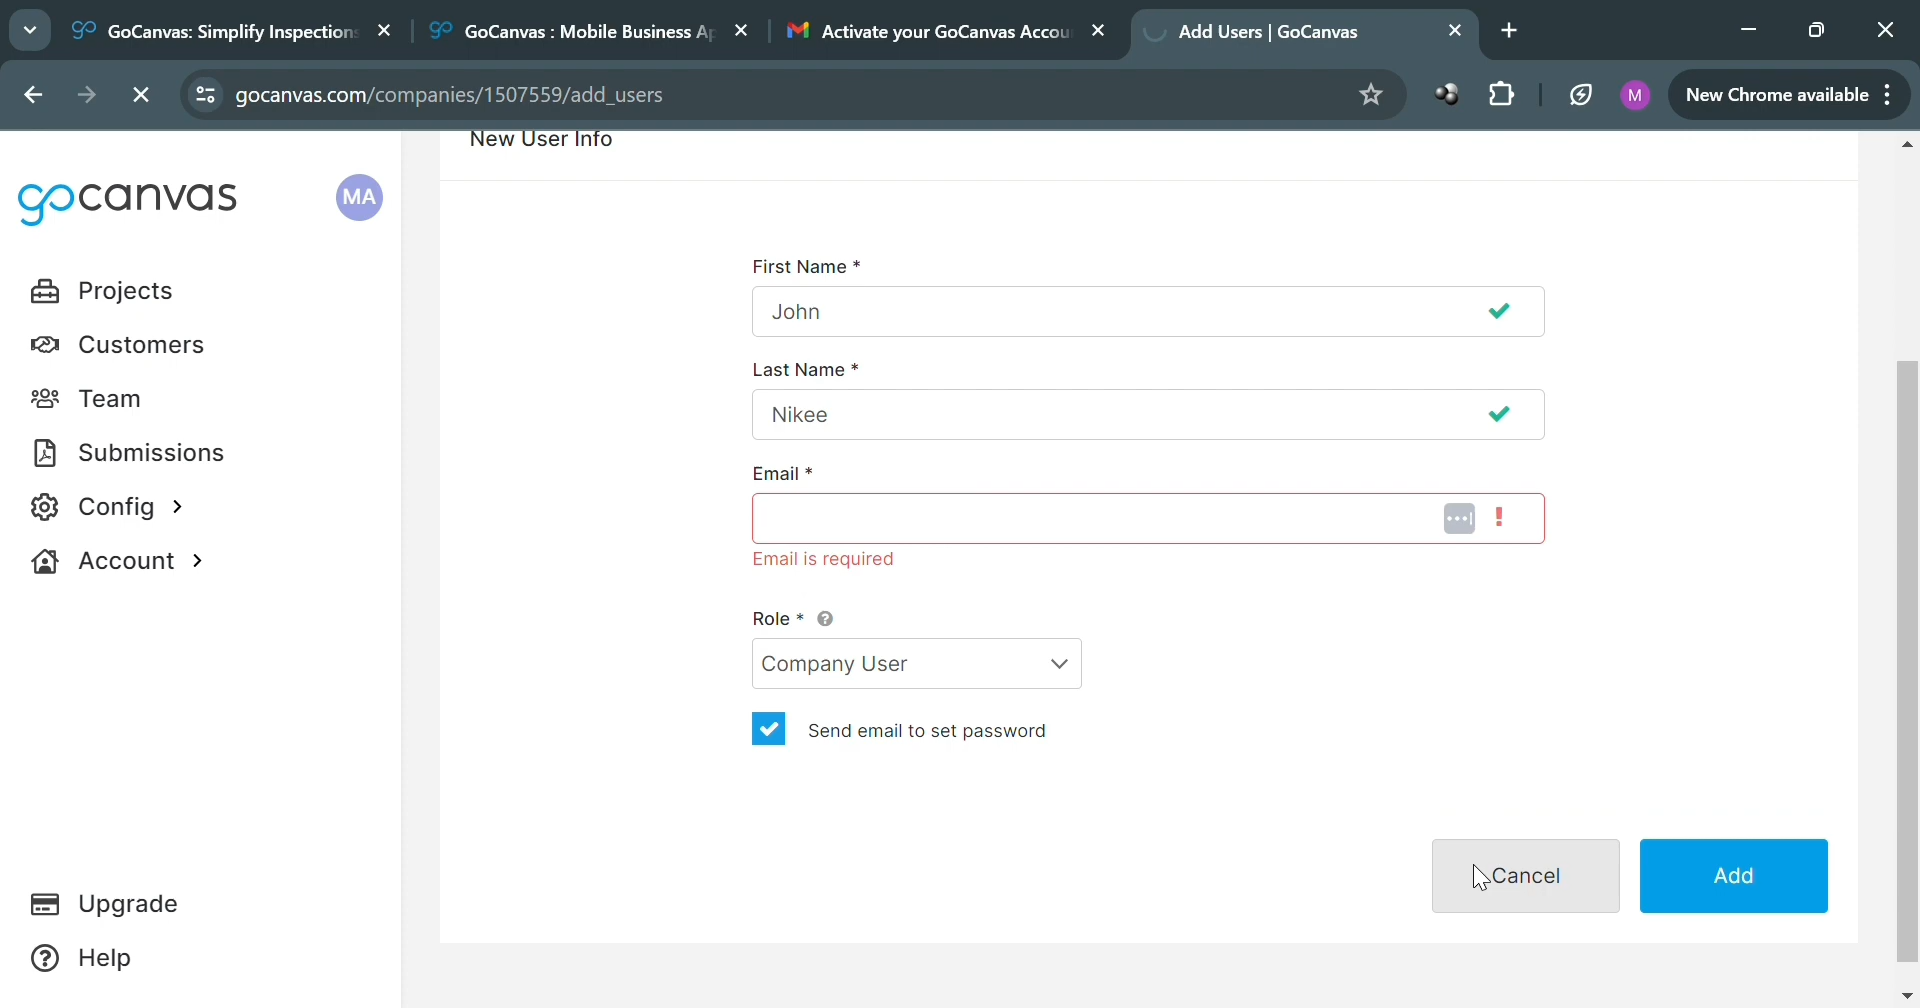 GoCanvas: Simplify Inspection
GoCanvas : Mobile Business Ap
Activate your GoCanvas Accou
Add Users | GoCanvas
gocanvas.com/companies/1507559/add_users
M
New Chrome available
New User Info
gocanvas
MA
Projects
Customers
Team
Submissions
Config
Account
Upgrade
Help
First Name *
John
Last Name *
Nikee
Email *
Email is required
Role * ?
Company User
Send email to set password
Cancel
Add